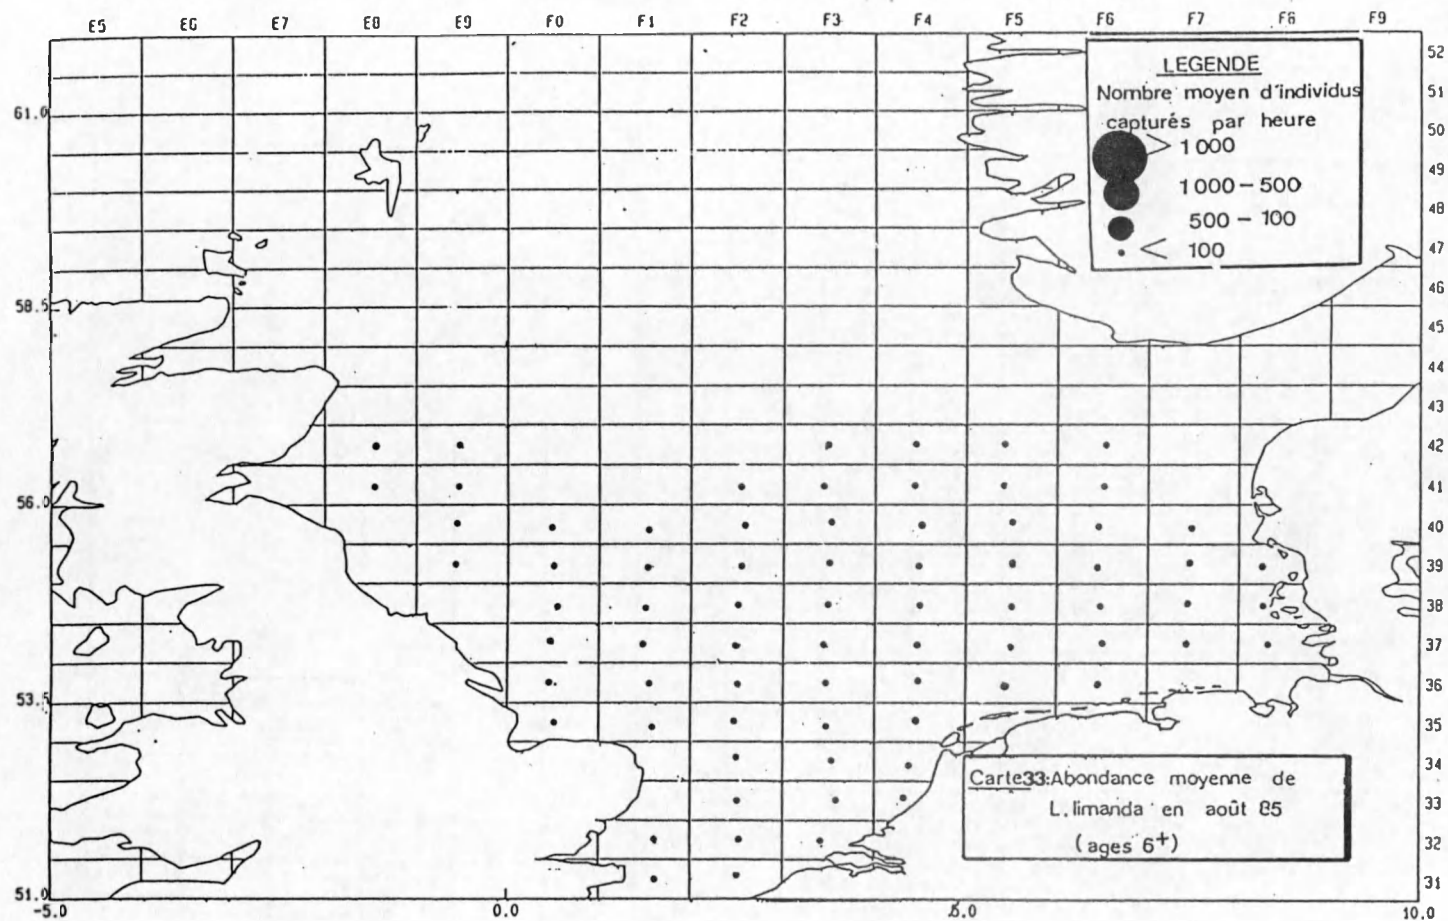 E5 E6 E7 E8 E9 F0 F1 F2 F3 F4 F5 F6 F7 F8 F9
LEGENDE
Nombre moyen d'individus
capturés par heure
> 1000
1000 - 500
500 - 100
< 100
52
51
50
49
48
47
46
45
44
43
42
41
40
39
38
37
36
35
34
33
32
31
61.0
58.5
56.0
53.5
51.0
Carte33:Abondance moyenne de
L. limanda en août 85
(ages 6+)
-5.0 0.0 5.0 10.0